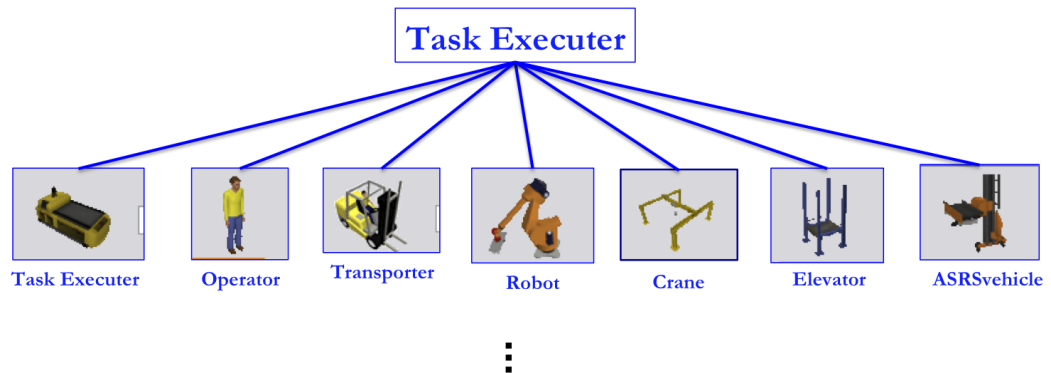 Task Executer
Task Executer
Operator
Transporter
Robot
Crane
Elevator
ASRSvehicle